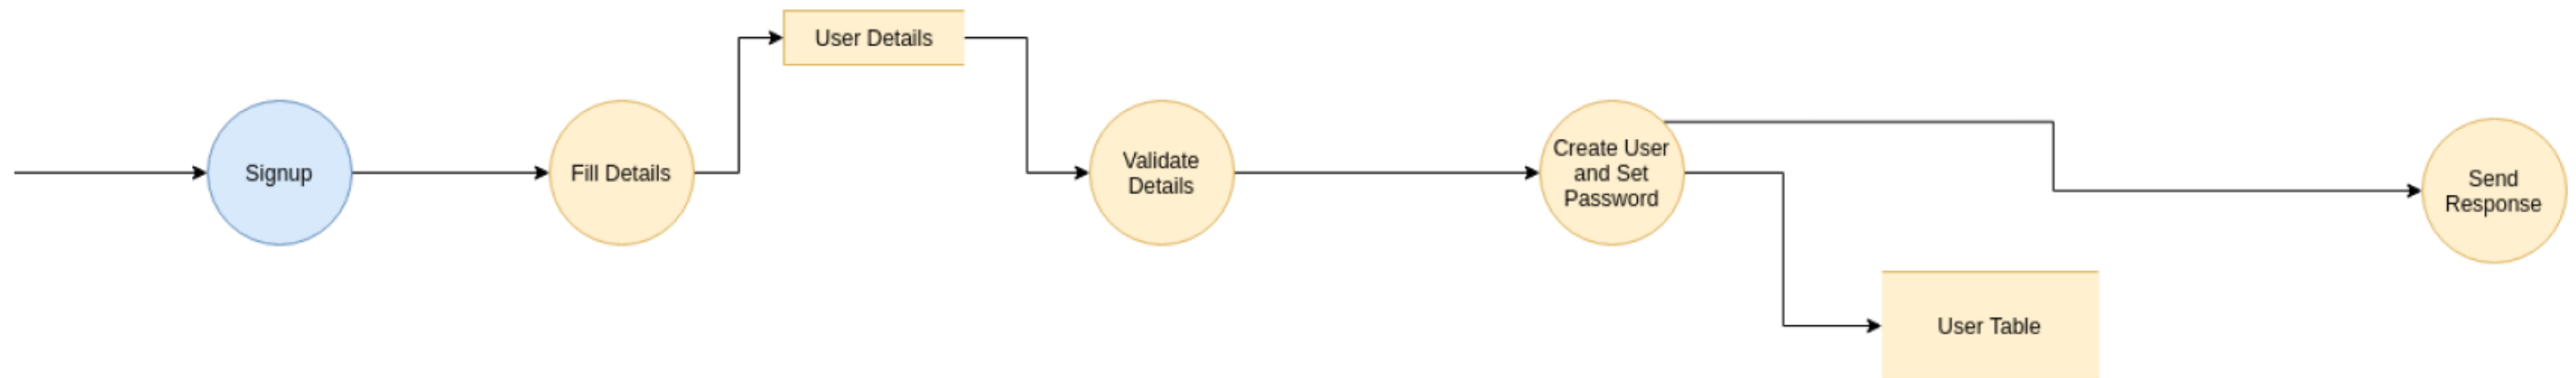 User Details
Signup
Fill Details
Validate
Details
Create User
and Set
Password
Send
Response
User Table